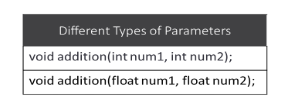 Different Types of Parameters
void addition(int num1, int num2);
void addition(float num1, float num2);